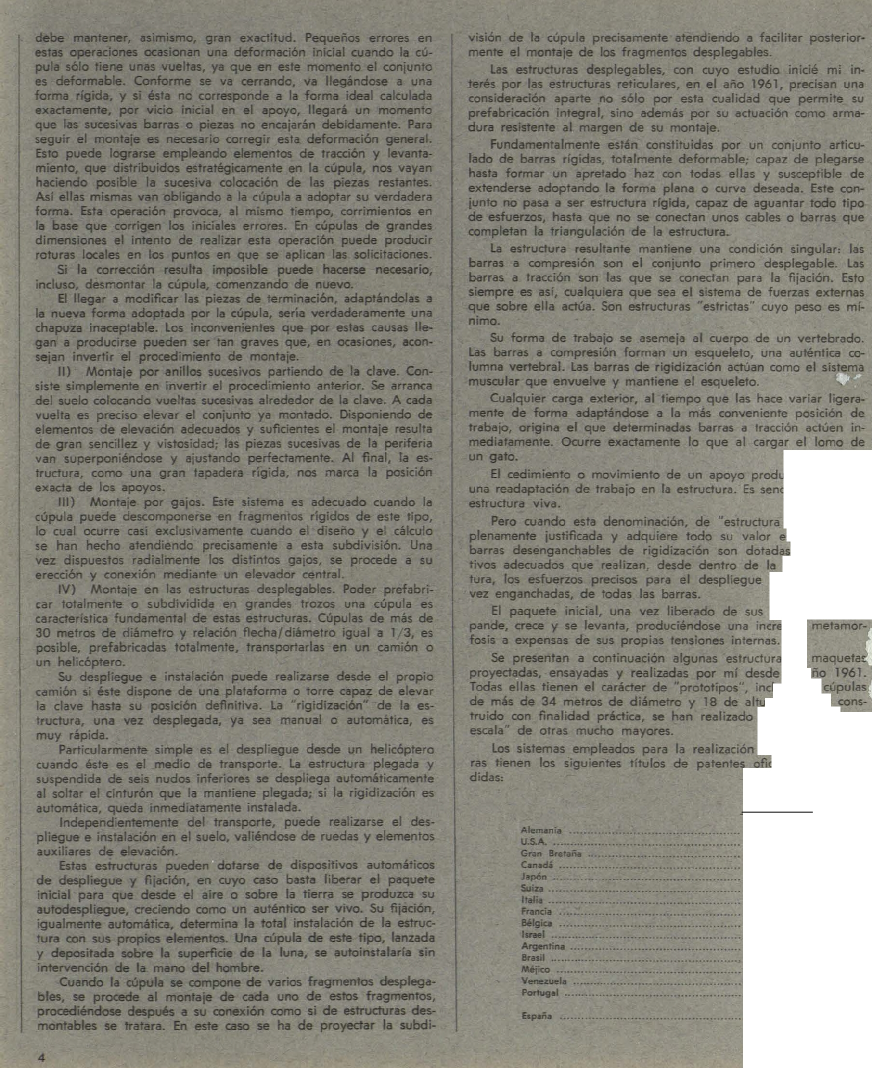 debe mantener, asimismo, gran exactitud. Pequeños errores en
estas operaciones ocasionan una deformación inicial cuando la cú-
pula sólo tiene unas vueltas, ya que en este momento el conjunto
es deformable. Conforme se va cerrando, va llegándose a una
forma rígida, y si ésta no corresponde a la forma ideal calculada
exactamente, por vicio inicial en el apoyo, llegará un momento
que las sucesivas barras o piezas no encajarán debidamente. Para
seguir el montaje es necesario corregir esta deformación general.
Esto puede lograrse empleando elementos de tracción y levanta-
miento, que distribuidos estratégicamente en la cúpula, nos vayan
haciendo posible la sucesiva colocación de las piezas restantes.
Así ellas mismas van obligando a la cúpula a adoptar su verdadera
forma. Esta operación provoca, al mismo tiempo, corrimientos en
la base que corrigen los iniciales errores. En cúpulas de grandes
dimensiones el intento de realizar esta operación puede producir
roturas locales en los puntos en que se aplican las solicitaciones.
Si la corrección resulta imposible puede hacerse necesario,
incluso, desmontar la cúpula, comenzando de nuevo.
El llegar a modificar las piezas de terminación, adaptándolas a
la nueva forma adoptada por la cúpula, sería verdaderamente una
chapuza inaceptable. Los inconvenientes que por estas causas lle-
gan a producirse pueden ser tan graves que, en ocasiones, acon-
sejan invertir el procedimiento de montaje.
II) Montaje por anillos sucesivos partiendo de la clave. Con-
siste simplemente en invertir el procedimiento anterior. Se arranca
del suelo colocando vueltas sucesivas alrededor de la clave. A cada
vuelta es preciso elevar el conjunto ya montado. Disponiendo de
elementos de elevación adecuados y suficientes el montaje resulta
de gran sencillez y vistosidad; las piezas sucesivas de la periferia
van superponiéndose y ajustando perfectamente. Al final, la es-
tructura, como una gran tapadera rígida, nos marca la posición
exacta de los apoyos.
III) Montaje por gajos. Este sistema es adecuado cuando la
cúpula puede descomponerse en fragmentos rígidos de este tipo,
lo cual ocurre casi exclusivamente cuando el diseño y el cálculo
se han hecho atendiendo precisamente a esta subdivisión. Una
vez dispuestos radialmente los distintos gajos, se procede a su
erección y conexión mediante un elevador central.
IV) Montaje en las estructuras desplegables. Poder prefabri-
car totalmente o subdividida en grandes trozos una cúpula es
característica fundamental de estas estructuras. Cúpulas de más de
30 metros de diámetro y relación flecha/diámetro igual a 1/3, es
posible, prefabricadas totalmente, transportarlas en un camión o
un helicóptero.
Su despliegue e instalación puede realizarse desde el propio
camión si éste dispone de una plataforma o torre capaz de elevar
la clave hasta su posición definitiva. La "rigidización" de la es-
tructura, una vez desplegada, ya sea manual o automática, es
muy rápida.
Particularmente simple es el despliegue desde un helicóptero
cuando éste es el medio de transporte. La estructura plegada y
suspendida de seis nudos inferiores se despliega automáticamente
al soltar el cinturón que la mantiene plegada; si la rigidización es
automática, queda inmediatamente instalada.
Independientemente del transporte, puede realizarse el des-
pliegue e instalación en el suelo, valiéndose de ruedas y elementos
auxiliares de elevación.
Estas estructuras pueden dotarse de dispositivos automáticos
de despliegue y fijación, en cuyo caso basta liberar el paquete
inicial para que desde el aire o sobre la tierra se produzca su
autodespliegue, creciendo como un auténtico ser vivo. Su fijación,
igualmente automática, determina la total instalación de la estruc-
tura con sus propios elementos. Una cúpula de este tipo, lanzada
y depositada sobre la superficie de la luna, se autoinstalaría sin
intervención de la mano del hombre.
Cuando la cúpula se compone de varios fragmentos desplega-
bles, se procede al montaje de cada uno de estos fragmentos,
procediéndose después a su conexión como si de estructuras des-
montables se tratara. En este caso se ha de proyectar la subdi-
4
visión de la cúpula precisamente atendiendo a facilitar posterior-
mente el montaje de los fragmentos desplegables.
Las estructuras desplegables, con cuyo estudio inicié mi in-
terés por las estructuras reticulares, en el año 1961, precisan una
consideración aparte no sólo por esta cualidad que permite su
prefabricación integral, sino además por su actuación como arma-
dura resistente al margen de su montaje.
Fundamentalmente están constituidas por un conjunto articu-
lado de barras rígidas, totalmente deformable; capaz de plegarse
hasta formar un apretado haz con todas ellas y susceptible de
extenderse adoptando la forma plana o curva deseada. Este con-
junto no pasa a ser estructura rígida, capaz de aguantar todo tipo
de esfuerzos, hasta que no se conectan unos cables o barras que
completan la triangulación de la estructura.
La estructura resultante mantiene una condición singular: las
barras a compresión son el conjunto primero desplegable. Las
barras a tracción son las que se conectan para la fijación. Esto
siempre es así, cualquiera que sea el sistema de fuerzas externas
que sobre ella actúa. Son estructuras "estrictas" cuyo peso es mí-
nimo.
Su forma de trabajo se asemeja al cuerpo de un vertebrado.
Las barras a compresión forman un esqueleto, una auténtica co-
lumna vertebral. Las barras de rigidización actúan como el sistema
muscular que envuelve y mantiene el esqueleto.
Cualquier carga exterior, al tiempo que las hace variar ligera-
mente de forma adaptándose a la más conveniente posición de
trabajo, origina el que determinadas barras a tracción actúen in-
mediatamente. Ocurre exactamente lo que al cargar el lomo de
un gato.
El cedimiento o movimiento de un apoyo produ
una readaptación de trabajo en la estructura. Es senc
estructura viva.
Pero cuando esta denominación, de "estructura
plenamente justificada y adquiere todo su valor e
barras desenganchables de rigidización son dotadas
tivos adecuados que realizan, desde dentro de la
tura, los esfuerzos precisos para el despliegue
vez enganchadas, de todas las barras.
El paquete inicial, una vez liberado de sus
pande, crece y se levanta, produciéndose una incre metamor-
fosis a expensas de sus propias tensiones internas.
Se presentan a continuación algunas estructura maquetas
proyectadas, ensayadas y realizadas por mí desde ño 1961.
Todas ellas tienen el carácter de "prototipos", incl cúpulas
de más de 34 metros de diámetro y 18 de altu cons-
truido con finalidad práctica, se han realizado
escala" de otras mucho mayores.
Los sistemas empleados para la realización
ras tienen los siguientes títulos de patentes ofic
didas:
Alemania
U.S.A.
Gran Bretaña
Canadá
Japón
Suiza
Italia
Francia
Bélgica
Israel
Argentina
Brasil
Méjico
Venezuela
Portugal
España